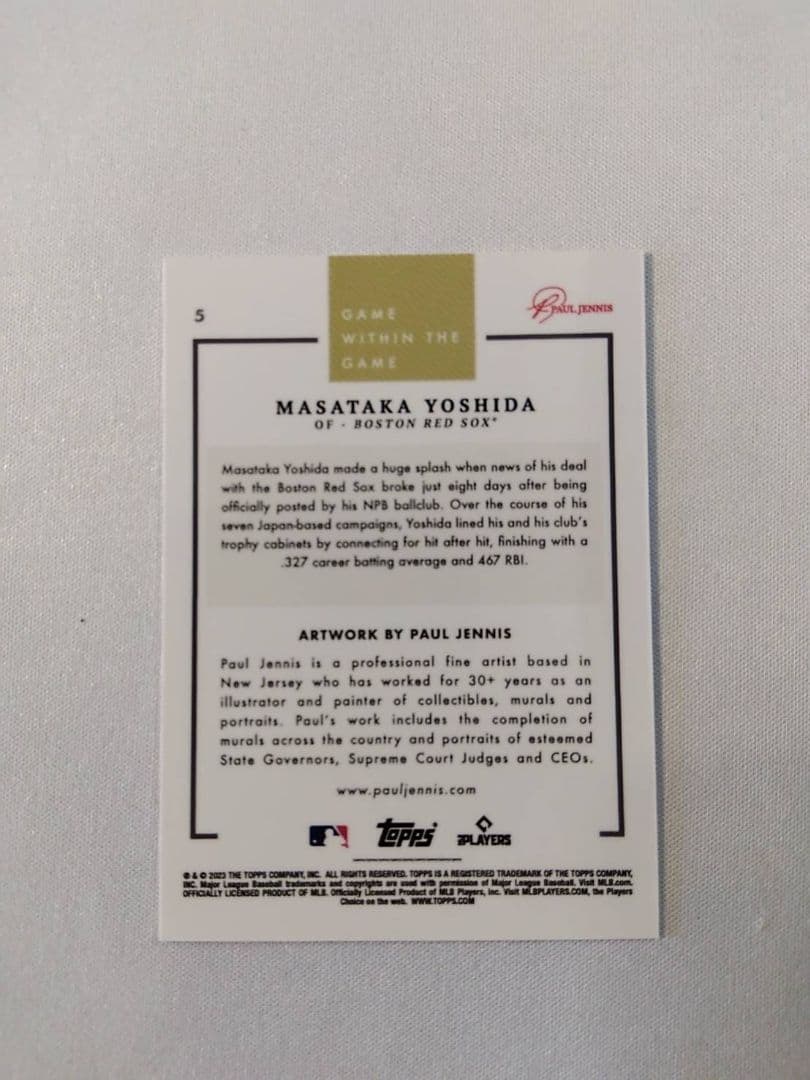 5
GAME
WITHIN THE
GAME
PAUL JENNIS
MASATAKA YOSHIDA
OF - BOSTON RED SOX®
Masataka Yoshida made a huge splash when news of his deal
with the Boston Red Sox broke just eight days after being
officially posted by his NPB ballclub. Over the course of his
seven Japan-based campaigns, Yoshida lined his and his club's
trophy cabinets by connecting for hit after hit, finishing with a
.327 career batting average and 467 RBI.
ARTWORK BY PAUL JENNIS
Paul Jennis is a professional fine artist based in
New Jersey who has worked for 30+ years as an
illustrator and painter of collectibles, murals and
portraits. Paul's work includes the completion of
murals across the country and portraits of esteemed
State Governors, Supreme Court Judges and CEOs.
www.pauljennis.com
Topps®
PLAYERS
® & © 2023 THE TOPPS COMPANY, INC. ALL RIGHTS RESERVED. TOPPS IS A REGISTERED TRADEMARK OF THE TOPPS COMPANY,
INC. Major League Baseball trademarks and copyrights are used with permission of Major League Baseball. Visit MLB.com.
OFFICIALLY LICENSED PRODUCT OF MLB. Officially Licensed Product of MLB Players, Inc. Visit MLBPLAYERS.COM, the Players
Choice on the web. WWW.TOPPS.COM